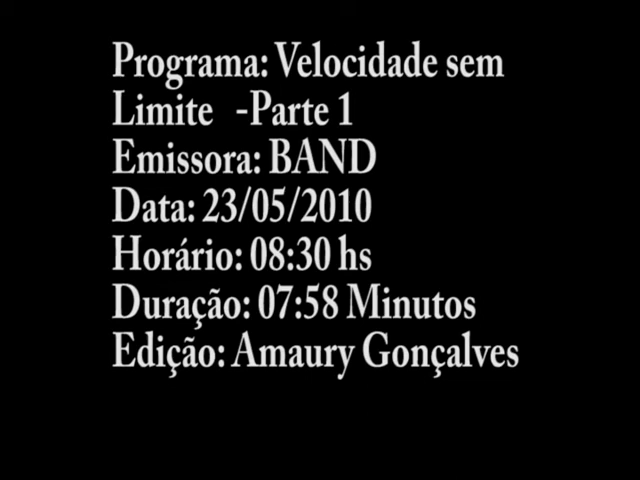 Programa: Velocidade sem
Limite -Parte 1
Emissora: BAND
Data: 23/05/2010
Horário: 08:30 hs
Duração: 07:58 Minutos
Edição: Amaury Gonçalves